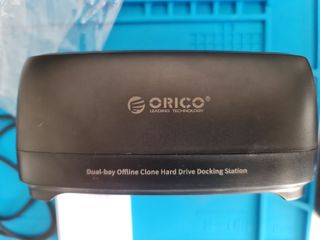 ORICO®
LEADING TECHNOLOGY
Dual-bay Offline Clone Hard Drive Docking Station